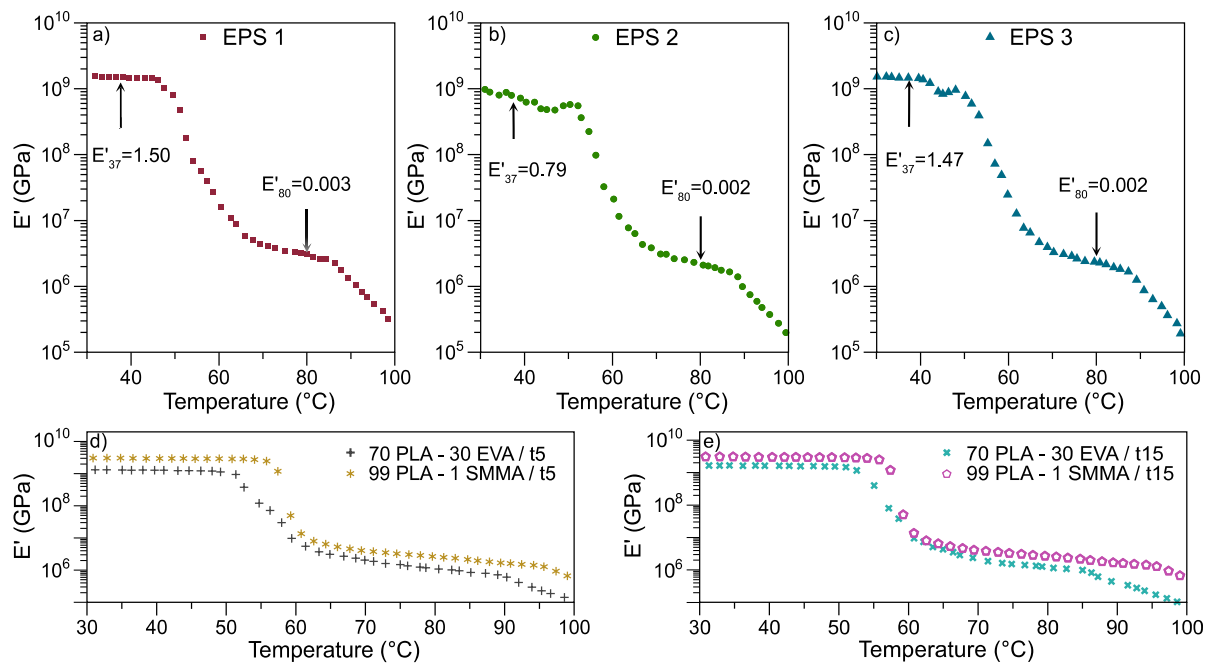 a)
EPS 1
10¹⁰
10⁹
10⁸
10⁷
10⁶
10⁵
E' (GPa)
E'₃₇=1.50
E'₈₀=0.003
40 60 80 100
Temperature (°C)
b)
EPS 2
10¹⁰
10⁹
10⁸
10⁷
10⁶
10⁵
E' (GPa)
E'₃₇=0.79
E'₈₀=0.002
40 60 80 100
Temperature (°C)
c)
EPS 3
10¹⁰
10⁹
10⁸
10⁷
10⁶
10⁵
E' (GPa)
E'₃₇=1.47
E'₈₀=0.002
40 60 80 100
Temperature (°C)
d)
70 PLA - 30 EVA / t5
99 PLA - 1 SMMA / t5
10¹⁰
10⁸
10⁶
E' (GPa)
30 40 50 60 70 80 90 100
Temperature (°C)
e)
70 PLA - 30 EVA / t15
99 PLA - 1 SMMA / t15
10¹⁰
10⁸
10⁶
E' (GPa)
30 40 50 60 70 80 90 100
Temperature (°C)